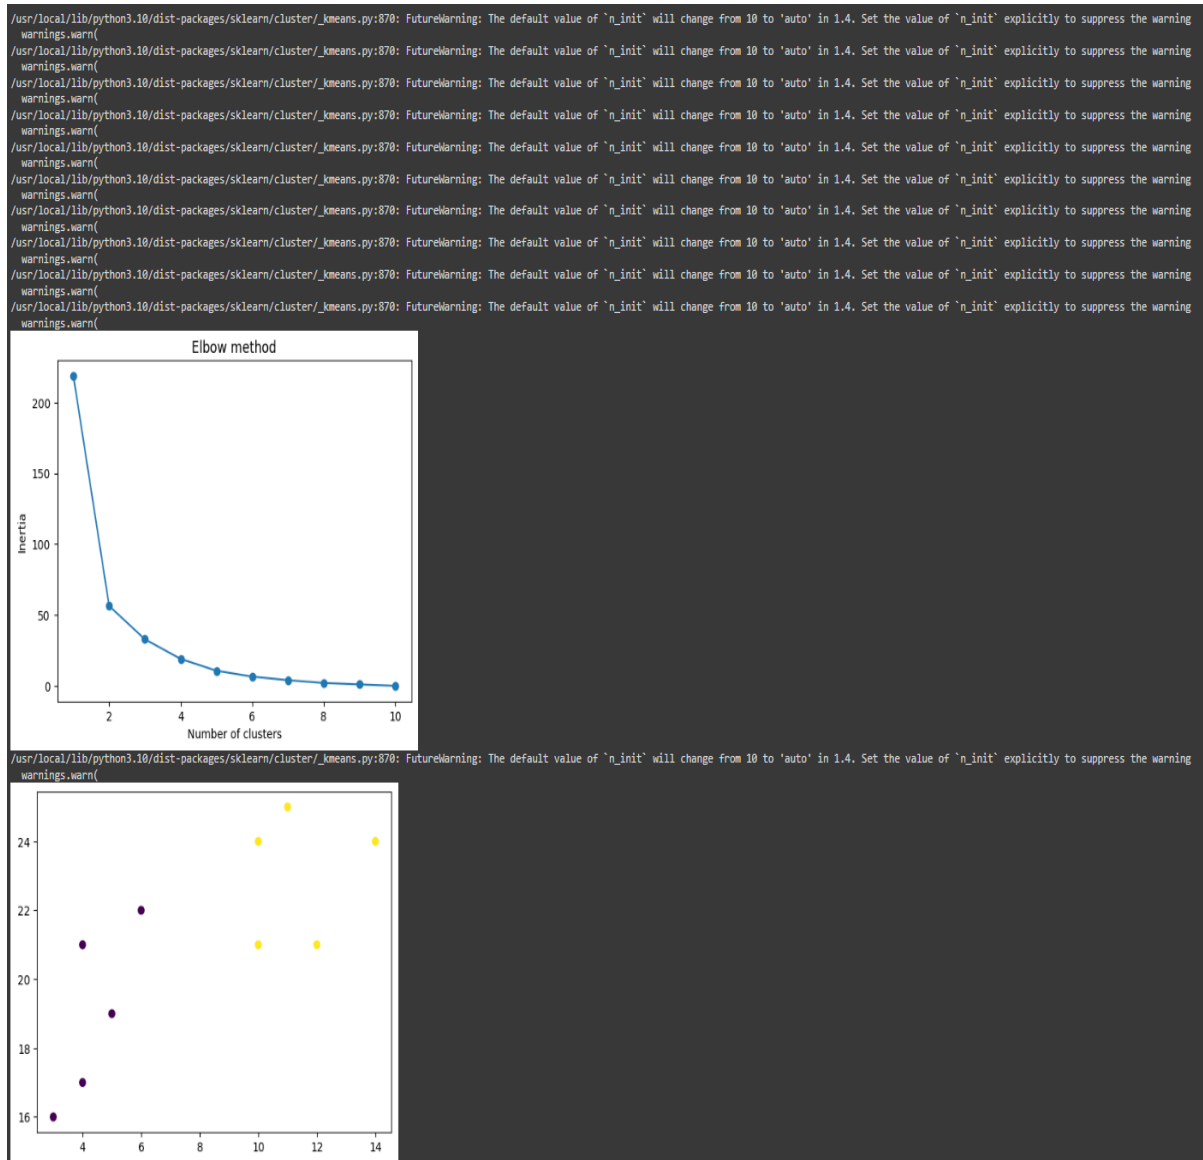 /usr/local/lib/python3.10/dist-packages/sklearn/cluster/_kmeans.py:870: FutureWarning: The default value of `n_init` will change from 10 to 'auto' in 1.4. Set the value of `n_init` explicitly to suppress the warning
warnings.warn(
/usr/local/lib/python3.10/dist-packages/sklearn/cluster/_kmeans.py:870: FutureWarning: The default value of `n_init` will change from 10 to 'auto' in 1.4. Set the value of `n_init` explicitly to suppress the warning
warnings.warn(
/usr/local/lib/python3.10/dist-packages/sklearn/cluster/_kmeans.py:870: FutureWarning: The default value of `n_init` will change from 10 to 'auto' in 1.4. Set the value of `n_init` explicitly to suppress the warning
warnings.warn(
/usr/local/lib/python3.10/dist-packages/sklearn/cluster/_kmeans.py:870: FutureWarning: The default value of `n_init` will change from 10 to 'auto' in 1.4. Set the value of `n_init` explicitly to suppress the warning
warnings.warn(
/usr/local/lib/python3.10/dist-packages/sklearn/cluster/_kmeans.py:870: FutureWarning: The default value of `n_init` will change from 10 to 'auto' in 1.4. Set the value of `n_init` explicitly to suppress the warning
warnings.warn(
/usr/local/lib/python3.10/dist-packages/sklearn/cluster/_kmeans.py:870: FutureWarning: The default value of `n_init` will change from 10 to 'auto' in 1.4. Set the value of `n_init` explicitly to suppress the warning
warnings.warn(
/usr/local/lib/python3.10/dist-packages/sklearn/cluster/_kmeans.py:870: FutureWarning: The default value of `n_init` will change from 10 to 'auto' in 1.4. Set the value of `n_init` explicitly to suppress the warning
warnings.warn(
/usr/local/lib/python3.10/dist-packages/sklearn/cluster/_kmeans.py:870: FutureWarning: The default value of `n_init` will change from 10 to 'auto' in 1.4. Set the value of `n_init` explicitly to suppress the warning
warnings.warn(
/usr/local/lib/python3.10/dist-packages/sklearn/cluster/_kmeans.py:870: FutureWarning: The default value of `n_init` will change from 10 to 'auto' in 1.4. Set the value of `n_init` explicitly to suppress the warning
warnings.warn(
/usr/local/lib/python3.10/dist-packages/sklearn/cluster/_kmeans.py:870: FutureWarning: The default value of `n_init` will change from 10 to 'auto' in 1.4. Set the value of `n_init` explicitly to suppress the warning
warnings.warn(
Elbow method
200
150
100
50
0
Inertia
2 4 6 8 10
Number of clusters
/usr/local/lib/python3.10/dist-packages/sklearn/cluster/_kmeans.py:870: FutureWarning: The default value of `n_init` will change from 10 to 'auto' in 1.4. Set the value of `n_init` explicitly to suppress the warning
warnings.warn(
24
22
20
18
16
4 6 8 10 12 14